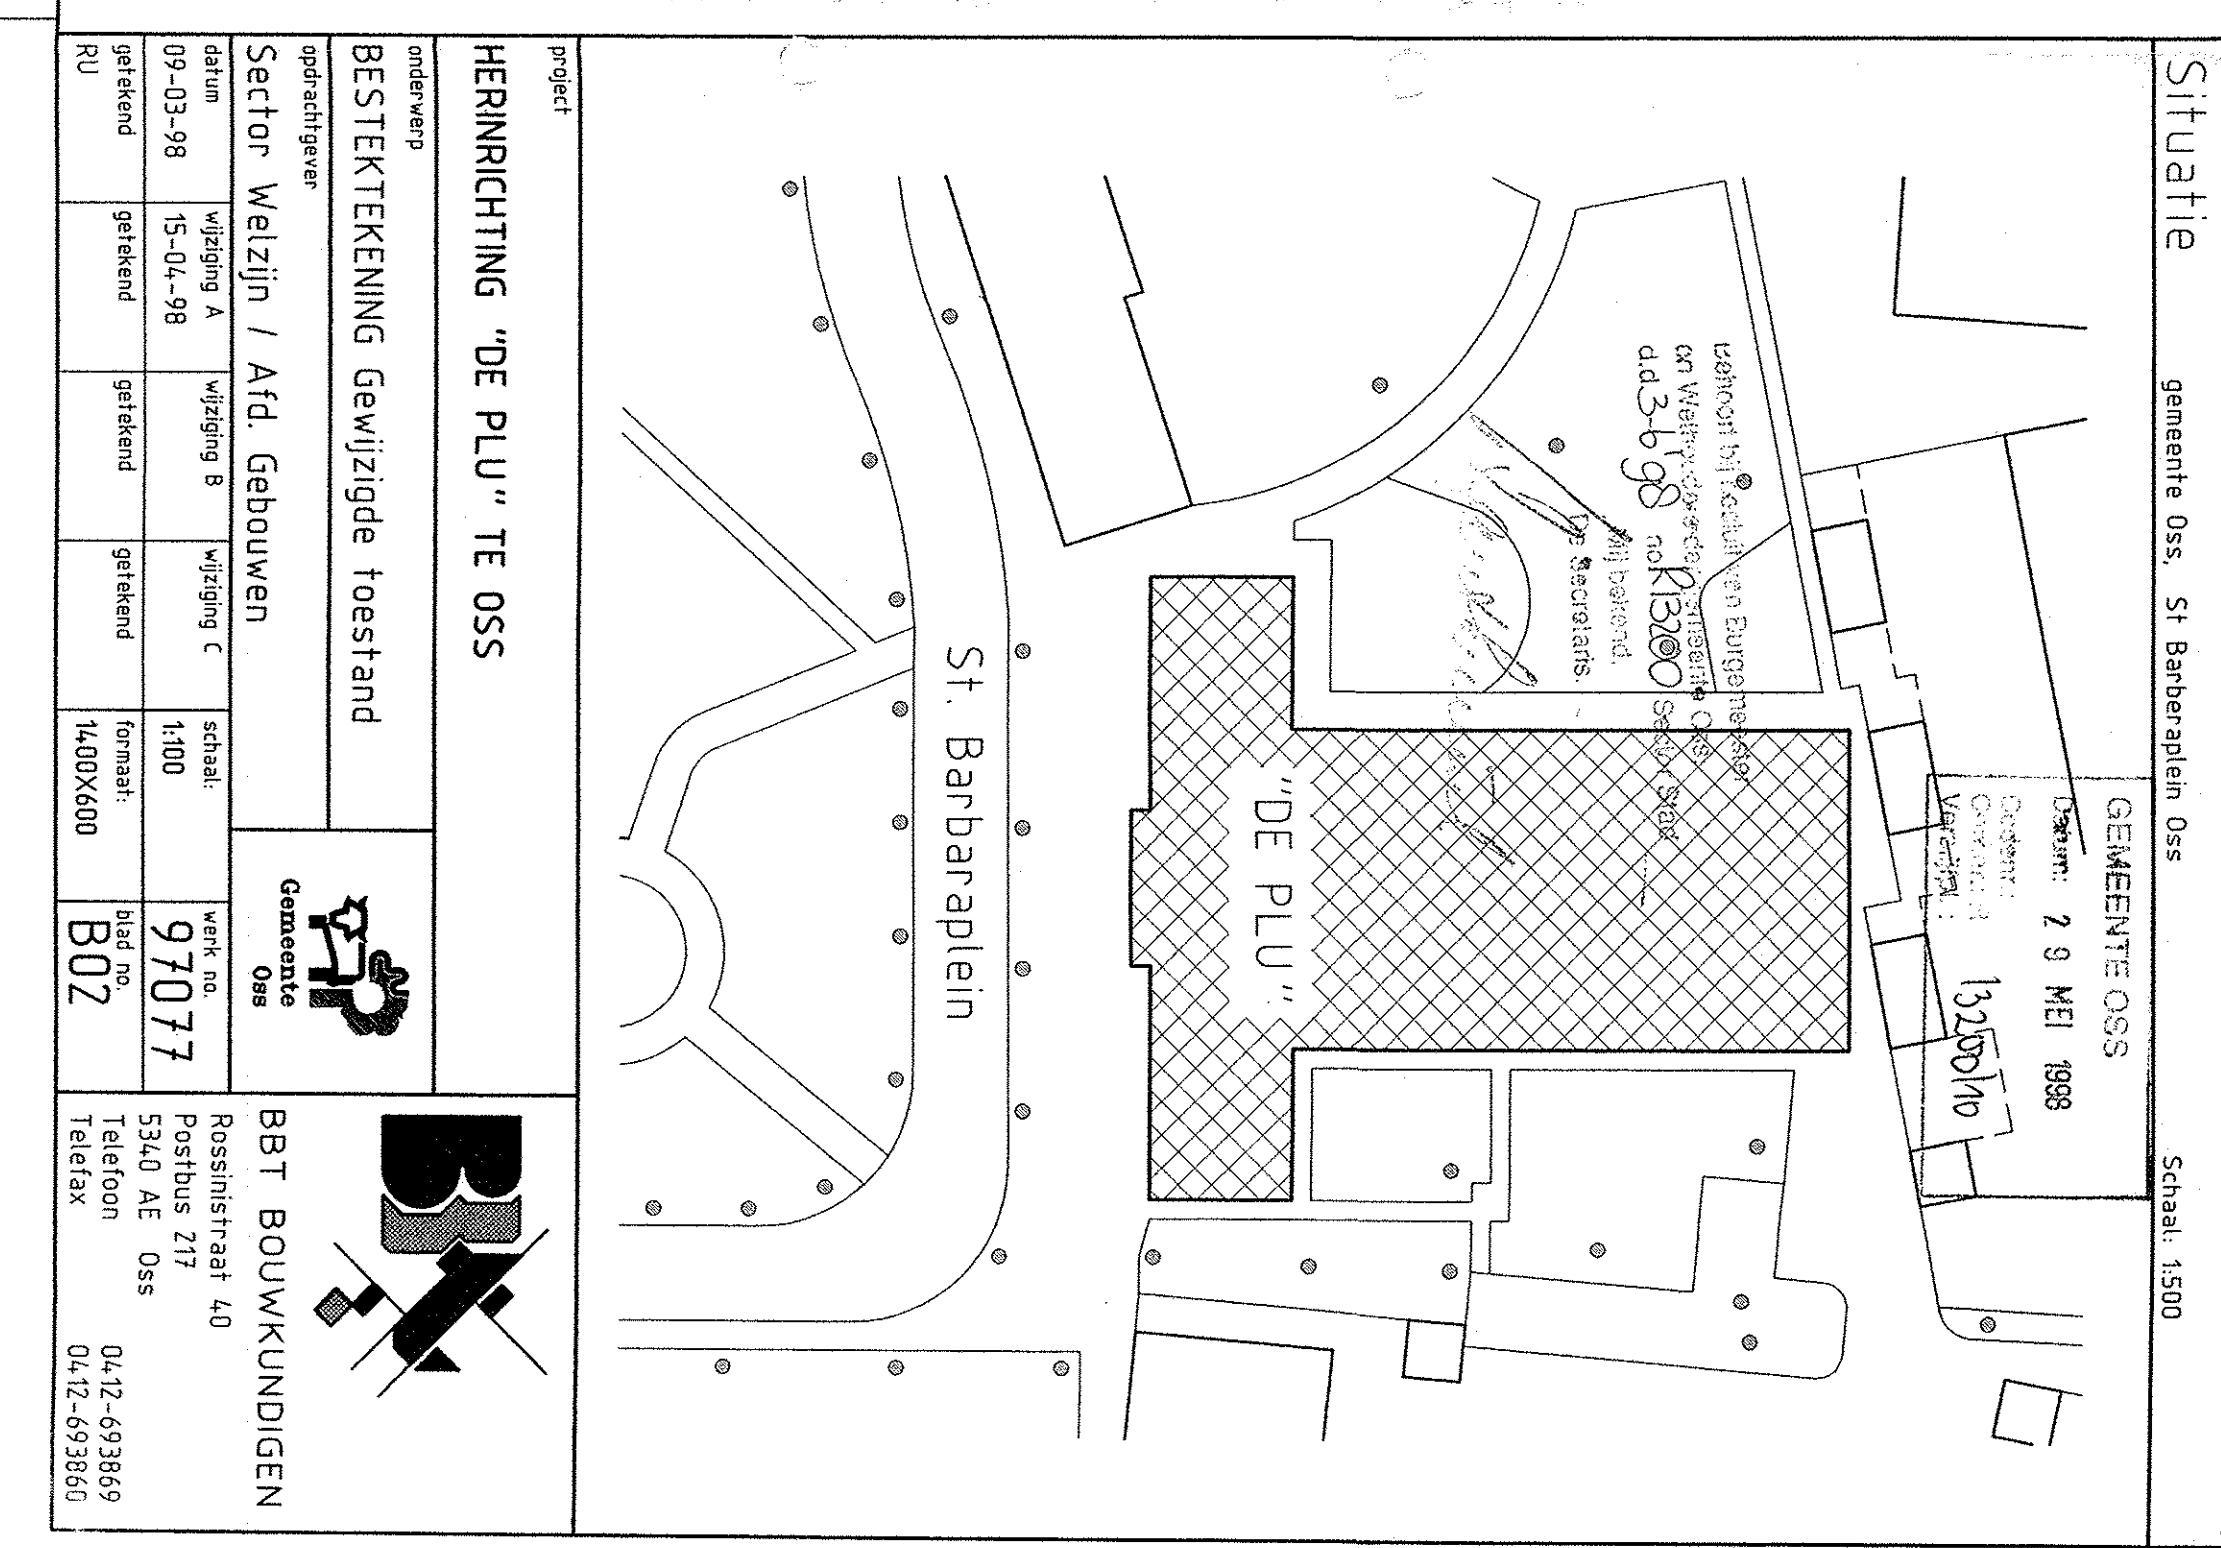 Situatie
gemeente Oss, St Barberaplein Oss
Schaal: 1:500
GEMEENTE OSS
Datum: 2 9 MEI 1998
13200/10
Behoort bij besluit van Burgemeester
en Wethouders der gemeente Oss
d.d. 3-6-98 no R13200 Sector Stad
Mij bekend,
De Secretaris.
"DE PLU"
St. Barbaraplein
project
HERINRICHTING "DE PLU" TE OSS
onderwerp
BESTEKTEKENING Gewijzigde toestand
opdrachtgever
Sector Welzijn / Afd. Gebouwen
Gemeente
Oss
datum
09-03-98
wijziging A
15-04-98
wijziging B
wijziging C
schaal:
1:100
werk no.
97077
getekend
RU
getekend
getekend
getekend
formaat:
1400X600
blad no.
B02
BBT BOUWKUNDIGEN
Rossinistraat 40
Postbus 217
5340 AE Oss
Telefoon 0412-693869
Telefax 0412-693860